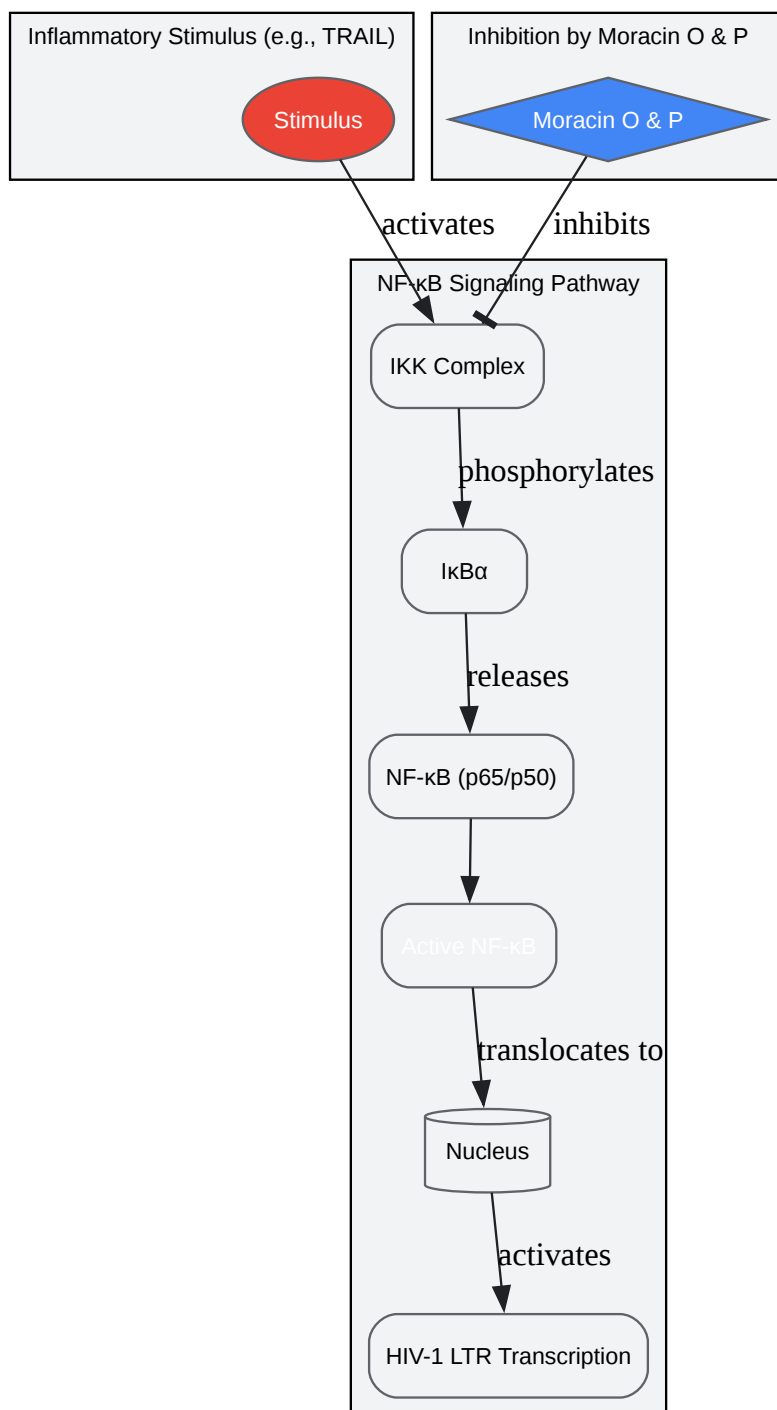 Inflammatory Stimulus (e.g., TRAIL)
Inhibition by Moracin O & P
Stimulus
Moracin O & P
activates
inhibits
NF-κB Signaling Pathway
IKK Complex
phosphorylates
IκBα
releases
NF-κB (p65/p50)
Active NF-κB
translocates to
Nucleus
activates
HIV-1 LTR Transcription